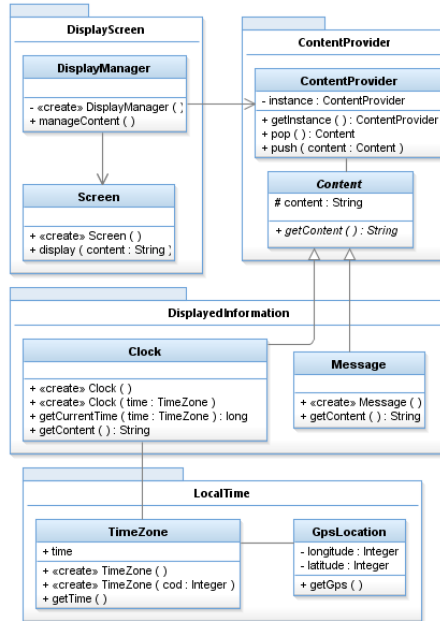 DisplayScreen
DisplayManager
- «create» DisplayManager ( )
+ manageContent ( )
Screen
+ «create» Screen ( )
+ display ( content : String )
ContentProvider
ContentProvider
- instance : ContentProvider
+ getInstance ( ) : ContentProvider
+ pop ( ) : Content
+ push ( content : Content )
Content
# content : String
+ getContent ( ) : String
DisplayedInformation
Clock
+ «create» Clock ( )
+ «create» Clock ( time : TimeZone )
+ getCurrentTime ( time : TimeZone ) : long
+ getContent ( ) : String
Message
+ «create» Message ( )
+ getContent ( ) : String
LocalTime
TimeZone
+ time
+ «create» TimeZone ( )
+ «create» TimeZone ( cod : Integer )
+ getTime ( )
GpsLocation
- longitude : Integer
- latitude : Integer
+ getGps ( )